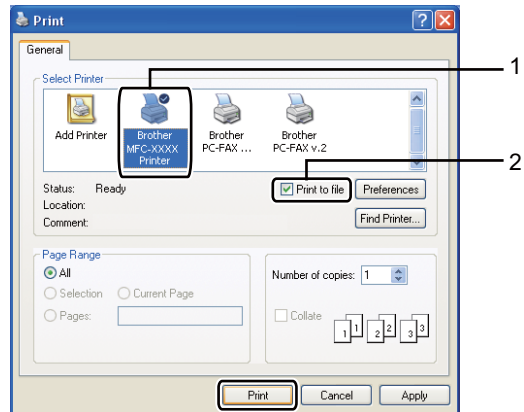 Print
General
Select Printer
1
Add Printer
Brother
MFC-XXXX
Printer
Brother
PC-FAX ...
Brother
PC-FAX v.2
2
Status: Ready
Print to file
Preferences
Location:
Comment:
Find Printer...
Page Range
All
Number of copies: 1
Selection
Current Page
Pages:
Collate
1 1 2 2 3 3
Print
Cancel
Apply